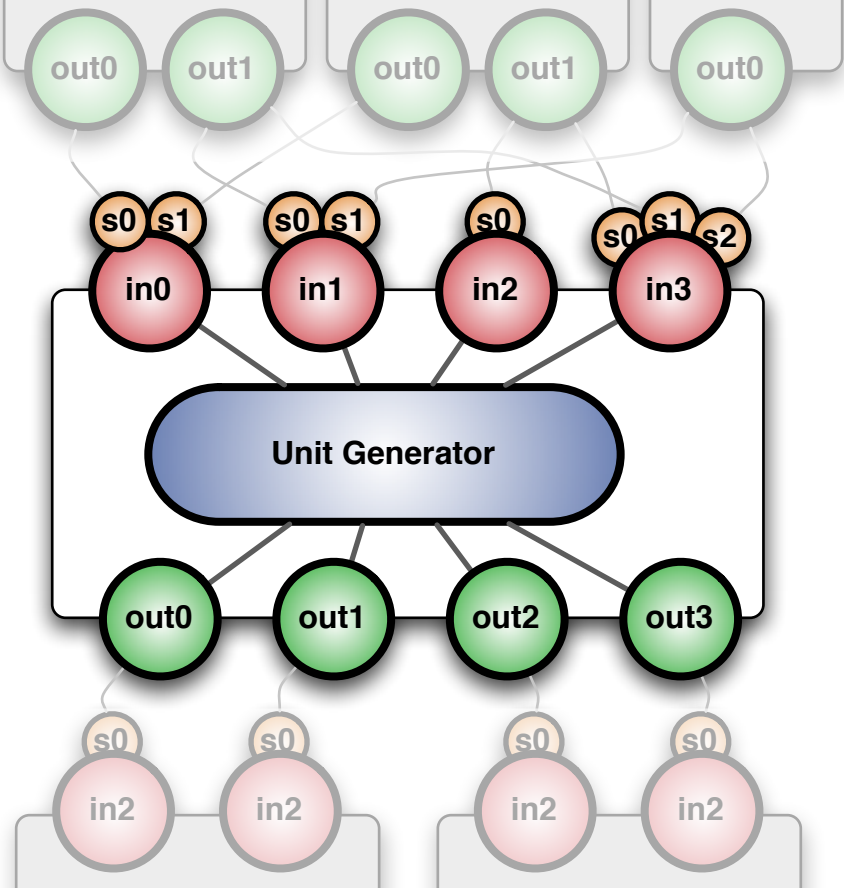 out0 out1 out0 out1 out0
s0 s1 s0 s1 s0 s0 s1 s2
in0 in1 in2 in3
Unit Generator
out0 out1 out2 out3
s0 s0 s0 s0
in2 in2 in2 in2